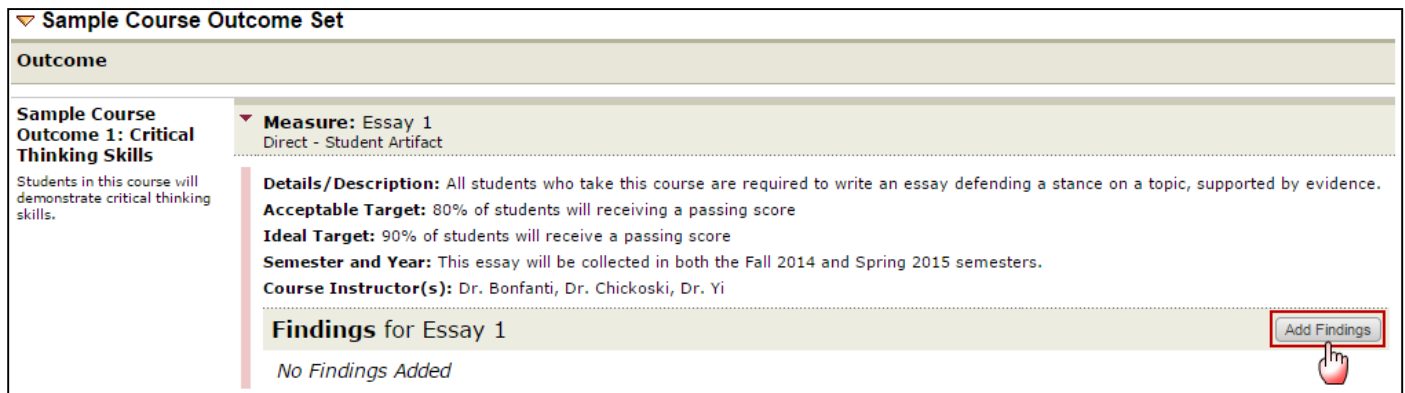 Sample Course Outcome Set
Outcome
Sample Course
Outcome 1: Critical
Thinking Skills
Students in this course will
demonstrate critical thinking
skills.
Measure: Essay 1
Direct - Student Artifact
Details/Description: All students who take this course are required to write an essay defending a stance on a topic, supported by evidence.
Acceptable Target: 80% of students will receiving a passing score
Ideal Target: 90% of students will receive a passing score
Semester and Year: This essay will be collected in both the Fall 2014 and Spring 2015 semesters.
Course Instructor(s): Dr. Bonfanti, Dr. Chickoski, Dr. Yi
Findings for Essay 1
Add Findings
No Findings Added